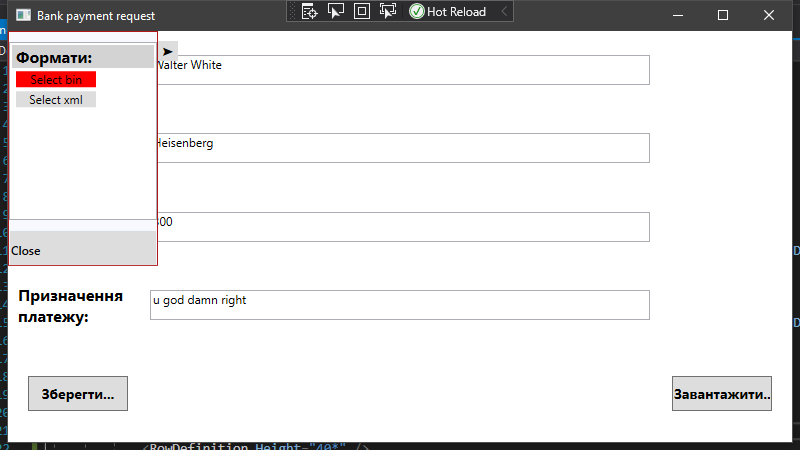 Bank payment request
Hot Reload
Формати:
Select bin
Select xml
Close
➤
Walter White
Heisenberg
300
Призначення
платежу:
u god damn right
Зберегти...
Завантажити..
<RowDefinition Height="40*" />